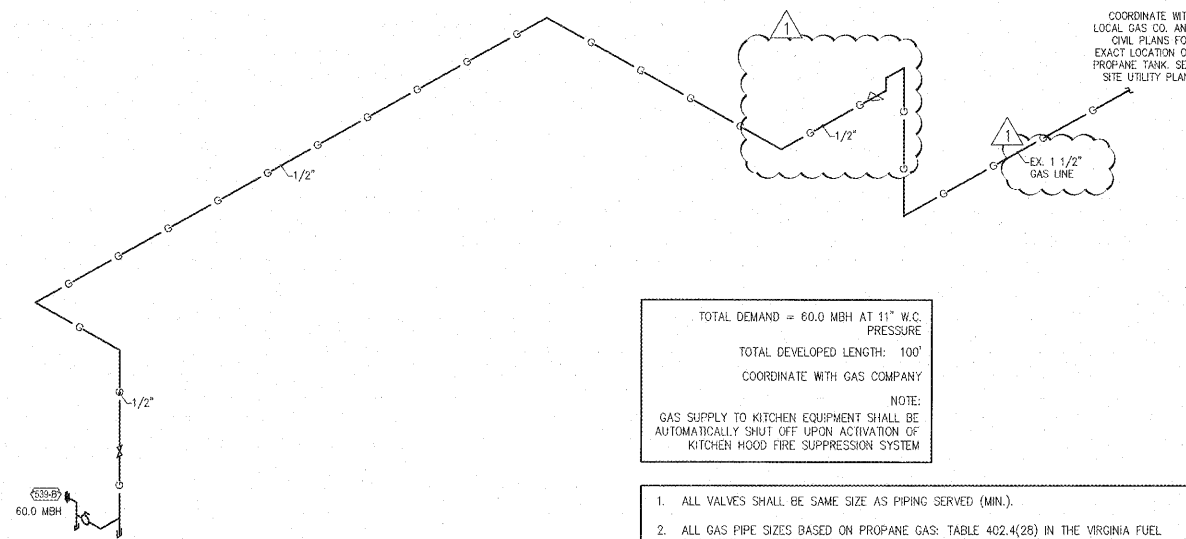 1
COORDINATE WIT
LOCAL GAS CO. AN
CIVIL PLANS FO
EXACT LOCATION O
PROPANE TANK. SE
SITE UTILITY PLAN
1/2"
1/2"
1
EX. 1 1/2"
GAS LINE
1/2"
539-B
60.0 MBH
TOTAL DEMAND = 60.0 MBH AT 11" W.C.
PRESSURE
TOTAL DEVELOPED LENGTH: 100'
COORDINATE WITH GAS COMPANY
NOTE:
GAS SUPPLY TO KITCHEN EQUIPMENT SHALL BE
AUTOMATICALLY SHUT OFF UPON ACTIVATION OF
KITCHEN HOOD FIRE SUPPRESSION SYSTEM
1. ALL VALVES SHALL BE SAME SIZE AS PIPING SERVED (MIN.).
2. ALL GAS PIPE SIZES BASED ON PROPANE GAS: TABLE 402.4(28) IN THE VIRGINIA FUEL